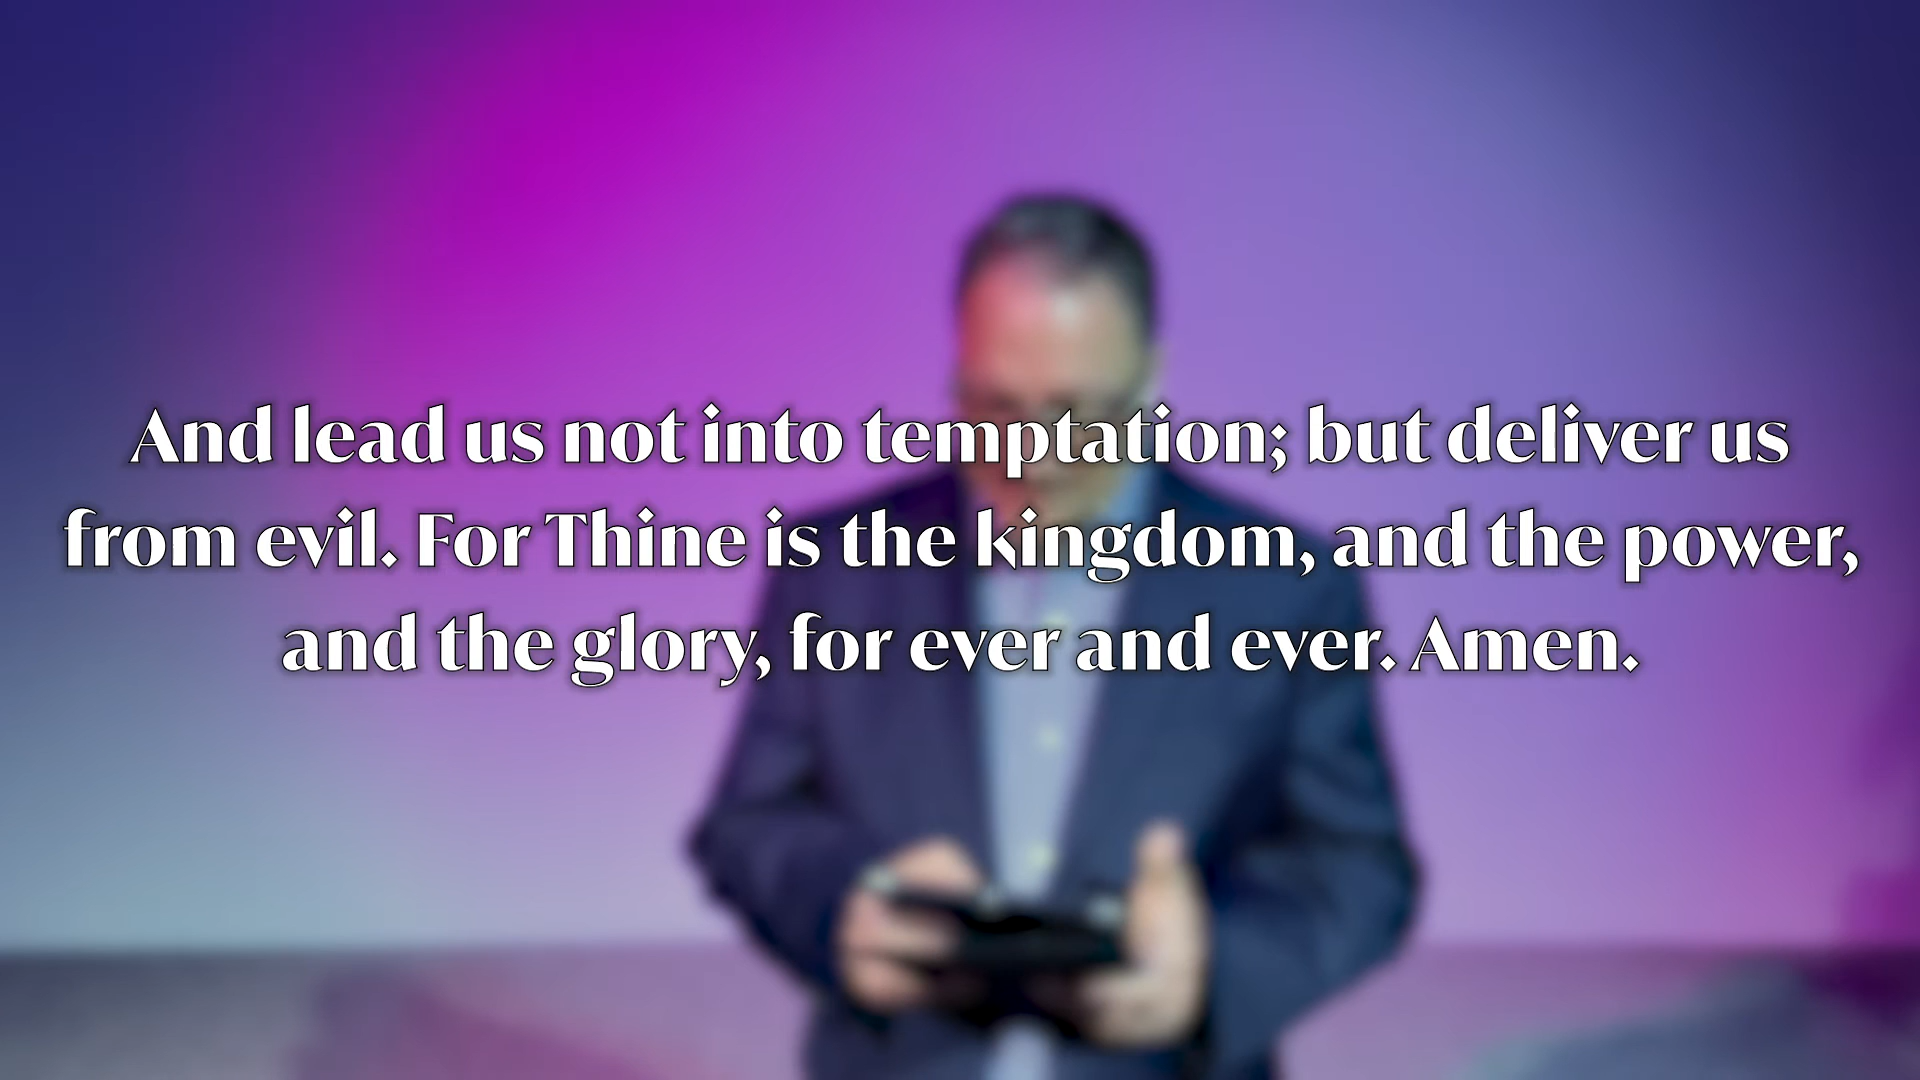 And lead us not into temptation; but deliver us
from evil. For Thine is the kingdom, and the power,
and the glory, for ever and ever. Amen.